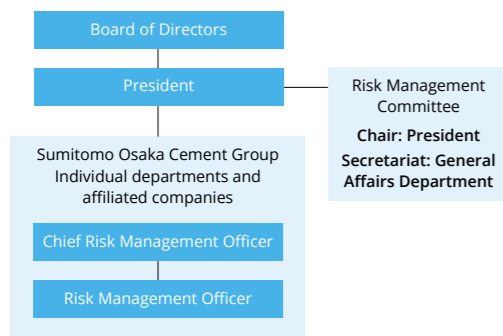 Board of Directors
President
Risk Management
Committee
Chair: President
Secretariat: General
Affairs Department
Sumitomo Osaka Cement Group
Individual departments and
affiliated companies
Chief Risk Management Officer
Risk Management Officer